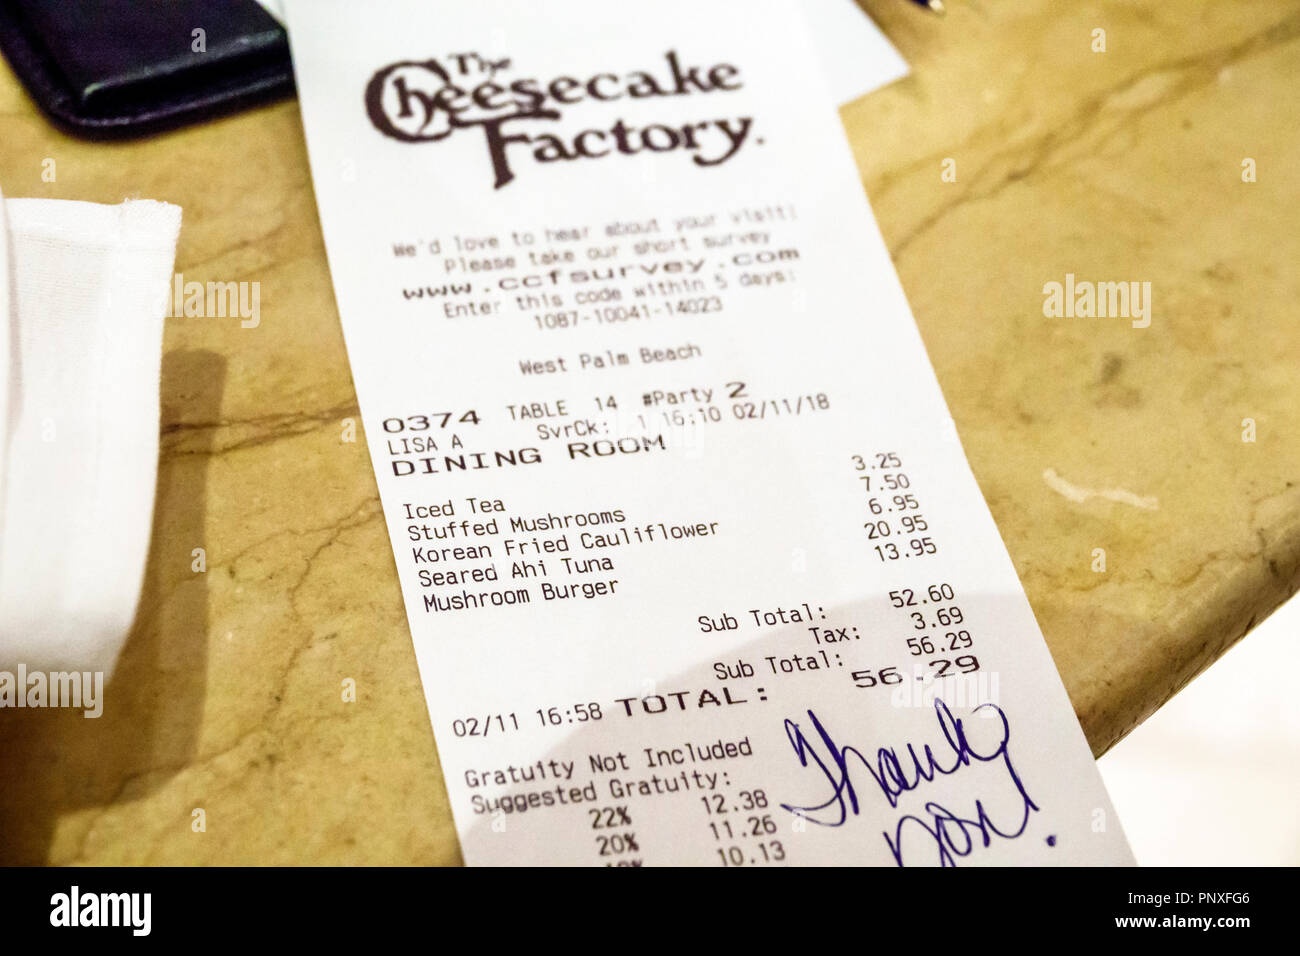 The
Cheesecake
Factory.
We'd love to hear about your visit!
Please take our short survey
www.ccfsurvey.com
Enter this code within 5 days:
1087-10041-14023
West Palm Beach
0374 TABLE 14 #Party 2
LISA A SvrCk: 1 16:10 02/11/18
DINING ROOM
Iced Tea 3.25
Stuffed Mushrooms 7.50
Korean Fried Cauliflower 6.95
Seared Ahi Tuna 20.95
Mushroom Burger 13.95
Sub Total: 52.60
Tax: 3.69
Sub Total: 56.29
02/11 16:58 TOTAL: 56.29
Gratuity Not Included
Suggested Gratuity:
22% 12.38
20% 11.26
18% 10.13
Thank
you!
alamy stock photo
alamy
Image ID: PNXFG6
www.alamy.com